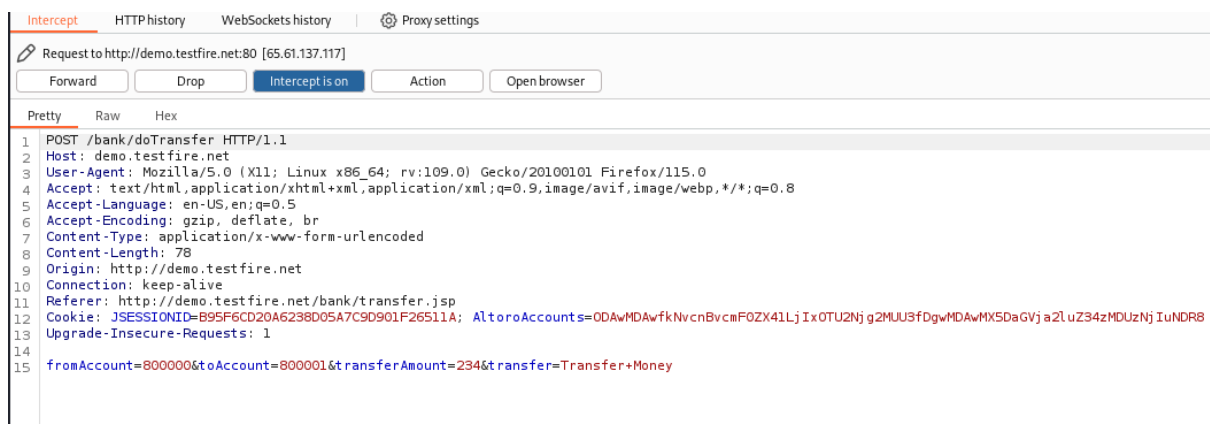 Intercept HTTP history WebSockets history Proxy settings
Request to http://demo.testfire.net:80 [65.61.137.117]
Forward Drop Intercept is on Action Open browser
Pretty Raw Hex
1 POST /bank/doTransfer HTTP/1.1
2 Host: demo.testfire.net
3 User-Agent: Mozilla/5.0 (X11; Linux x86_64; rv:109.0) Gecko/20100101 Firefox/115.0
4 Accept: text/html,application/xhtml+xml,application/xml;q=0.9,image/avif,image/webp,*/*;q=0.8
5 Accept-Language: en-US,en;q=0.5
6 Accept-Encoding: gzip, deflate, br
7 Content-Type: application/x-www-form-urlencoded
8 Content-Length: 78
9 Origin: http://demo.testfire.net
10 Connection: keep-alive
11 Referer: http://demo.testfire.net/bank/transfer.jsp
12 Cookie: JSESSIONID=B95F6CD20A6238D05A7C9D901F26511A; AltoroAccounts=ODAwMDAwfkNvcnBvcmF0ZX41LjIxOTU2Njg2MUU3fDgwMDAwMX5DaGVja2luZ34zMDUzNjIuNDR8
13 Upgrade-Insecure-Requests: 1
14
15 fromAccount=800000&toAccount=800001&transferAmount=234&transfer=Transfer+Money